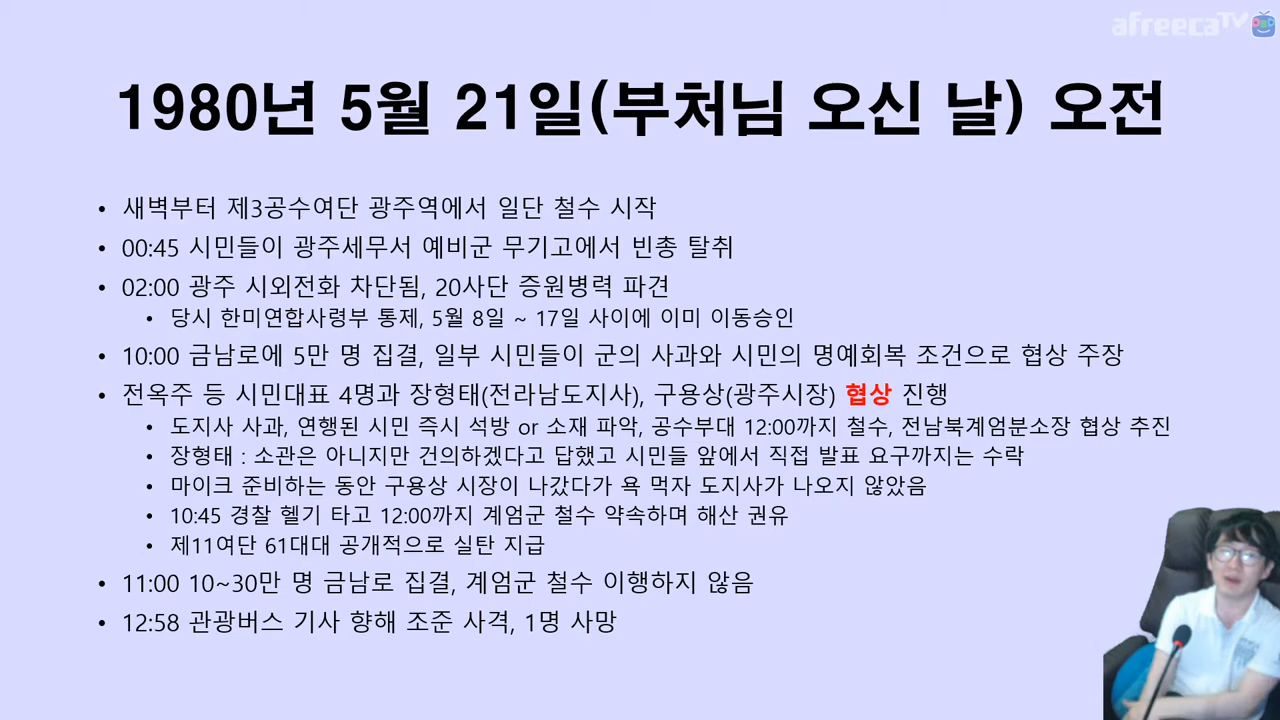 afreecaTV
1980년 5월 21일(부처님 오신 날) 오전
• 새벽부터 제3공수여단 광주역에서 일단 철수 시작
• 00:45 시민들이 광주세무서 예비군 무기고에서 빈총 탈취
• 02:00 광주 시외전화 차단됨, 20사단 증원병력 파견
• 당시 한미연합사령부 통제, 5월 8일 ~ 17일 사이에 이미 이동승인
• 10:00 금남로에 5만 명 집결, 일부 시민들이 군의 사과와 시민의 명예회복 조건으로 협상 주장
• 전옥주 등 시민대표 4명과 장형태(전라남도지사), 구용상(광주시장) 협상 진행
• 도지사 사과, 연행된 시민 즉시 석방 or 소재 파악, 공수부대 12:00까지 철수, 전남북계엄분소장 협상 추진
• 장형태 : 소관은 아니지만 건의하겠다고 답했고 시민들 앞에서 직접 발표 요구까지는 수락
• 마이크 준비하는 동안 구용상 시장이 나갔다가 욕 먹자 도지사가 나오지 않았음
• 10:45 경찰 헬기 타고 12:00까지 계엄군 철수 약속하며 해산 권유
• 제11여단 61대대 공개적으로 실탄 지급
• 11:00 10~30만 명 금남로 집결, 계엄군 철수 이행하지 않음
• 12:58 관광버스 기사 향해 조준 사격, 1명 사망